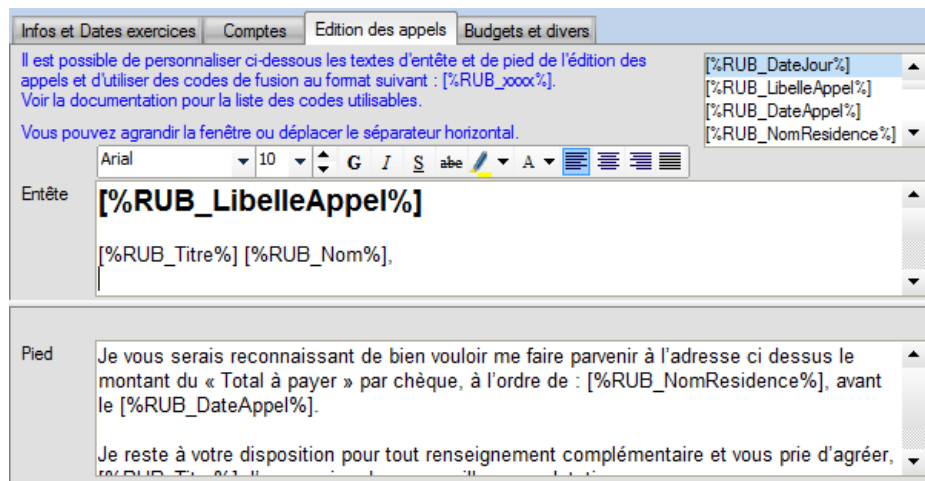 Infos et Dates exercices Comptes Edition des appels Budgets et divers
Il est possible de personnaliser ci-dessous les textes d'entête et de pied de l'édition des
appels et d'utiliser des codes de fusion au format suivant : [%RUB_xxxx%].
Voir la documentation pour la liste des codes utilisables.
Vous pouvez agrandir la fenêtre ou déplacer le séparateur horizontal.
[%RUB_DateJour%]
[%RUB_LibelleAppel%]
[%RUB_DateAppel%]
[%RUB_NomResidence%]
Arial 10 G I S abc A
Entête
[%RUB_LibelleAppel%]
[%RUB_Titre%] [%RUB_Nom%],
Pied
Je vous serais reconnaissant de bien vouloir me faire parvenir à l'adresse ci dessus le
montant du « Total à payer » par chèque, à l'ordre de : [%RUB_NomResidence%], avant
le [%RUB_DateAppel%].
Je reste à votre disposition pour tout renseignement complémentaire et vous prie d'agréer,